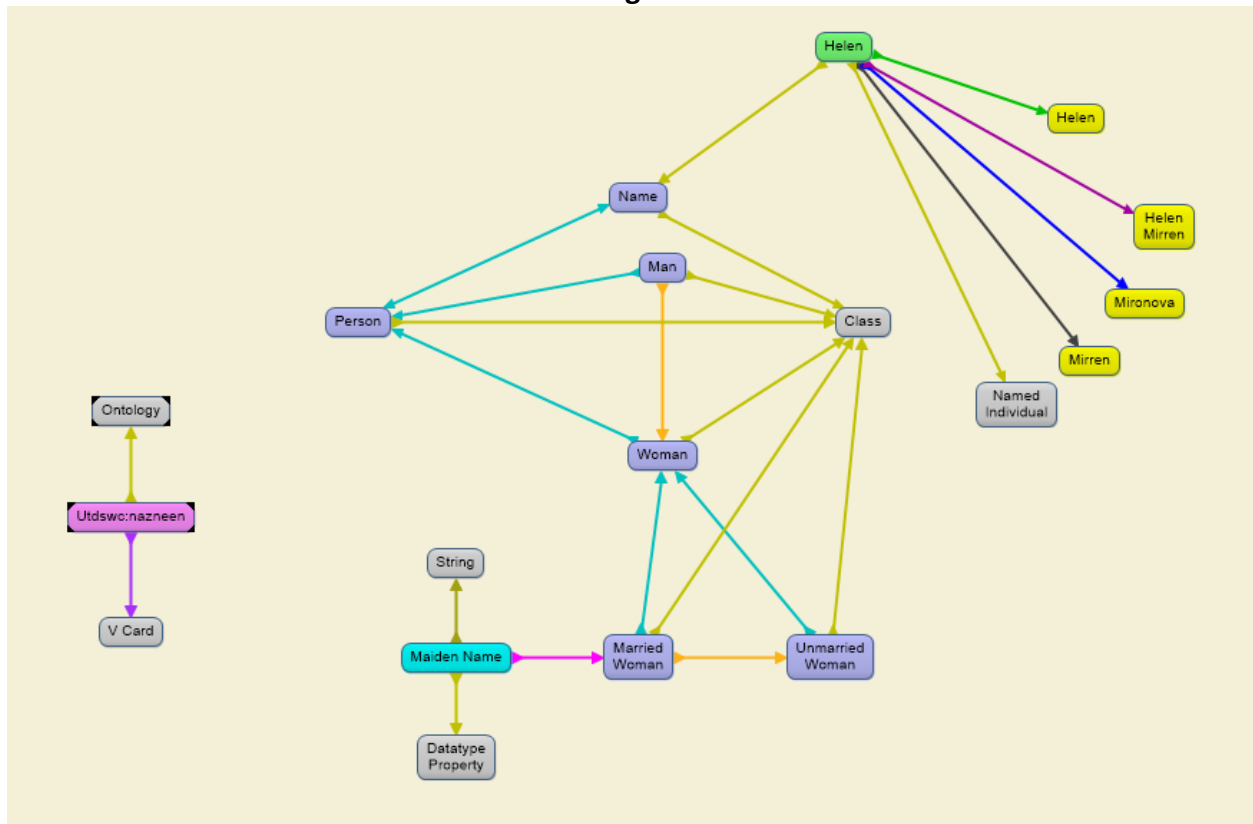 Helen
Helen
Name
Helen
Mirren
Man
Mironova
Person
Class
Mirren
Named
Individual
Ontology
Woman
Utdswc:nazneen
String
V Card
Maiden Name
Married
Woman
Unmarried
Woman
Datatype
Property